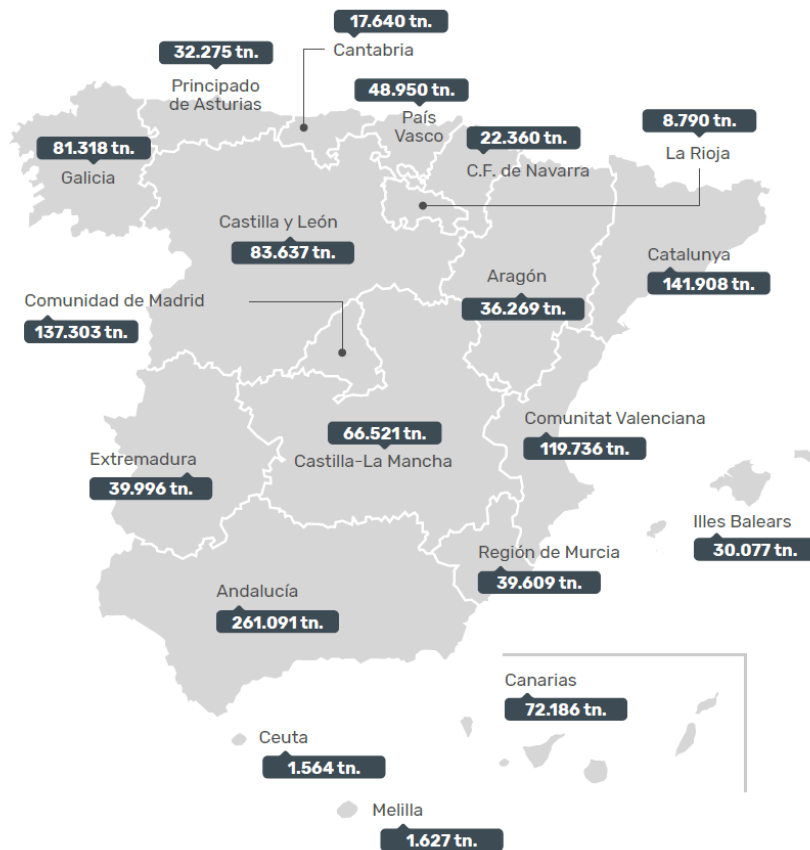 17.640 tn.
Cantabria
32.275 tn.
Principado
de Asturias
48.950 tn.
País
Vasco
22.360 tn.
C.F. de Navarra
8.790 tn.
La Rioja
81.318 tn.
Galicia
Castilla y León
83.637 tn.
Aragón
36.269 tn.
Catalunya
141.908 tn.
Comunidad de Madrid
137.303 tn.
66.521 tn.
Castilla-La Mancha
Comunitat Valenciana
119.736 tn.
Extremadura
39.996 tn.
Illes Balears
30.077 tn.
Región de Murcia
39.609 tn.
Andalucía
261.091 tn.
Canarias
72.186 tn.
Ceuta
1.564 tn.
Melilla
1.627 tn.